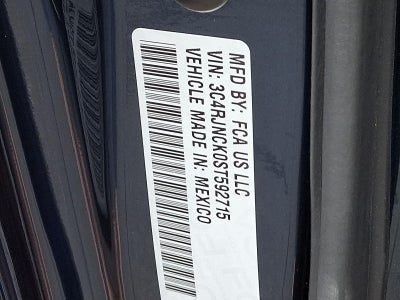 MFD BY: FCA US LLC
VIN: 3C4RJNCK0ST592715
VEHICLE MADE IN: MEXICO